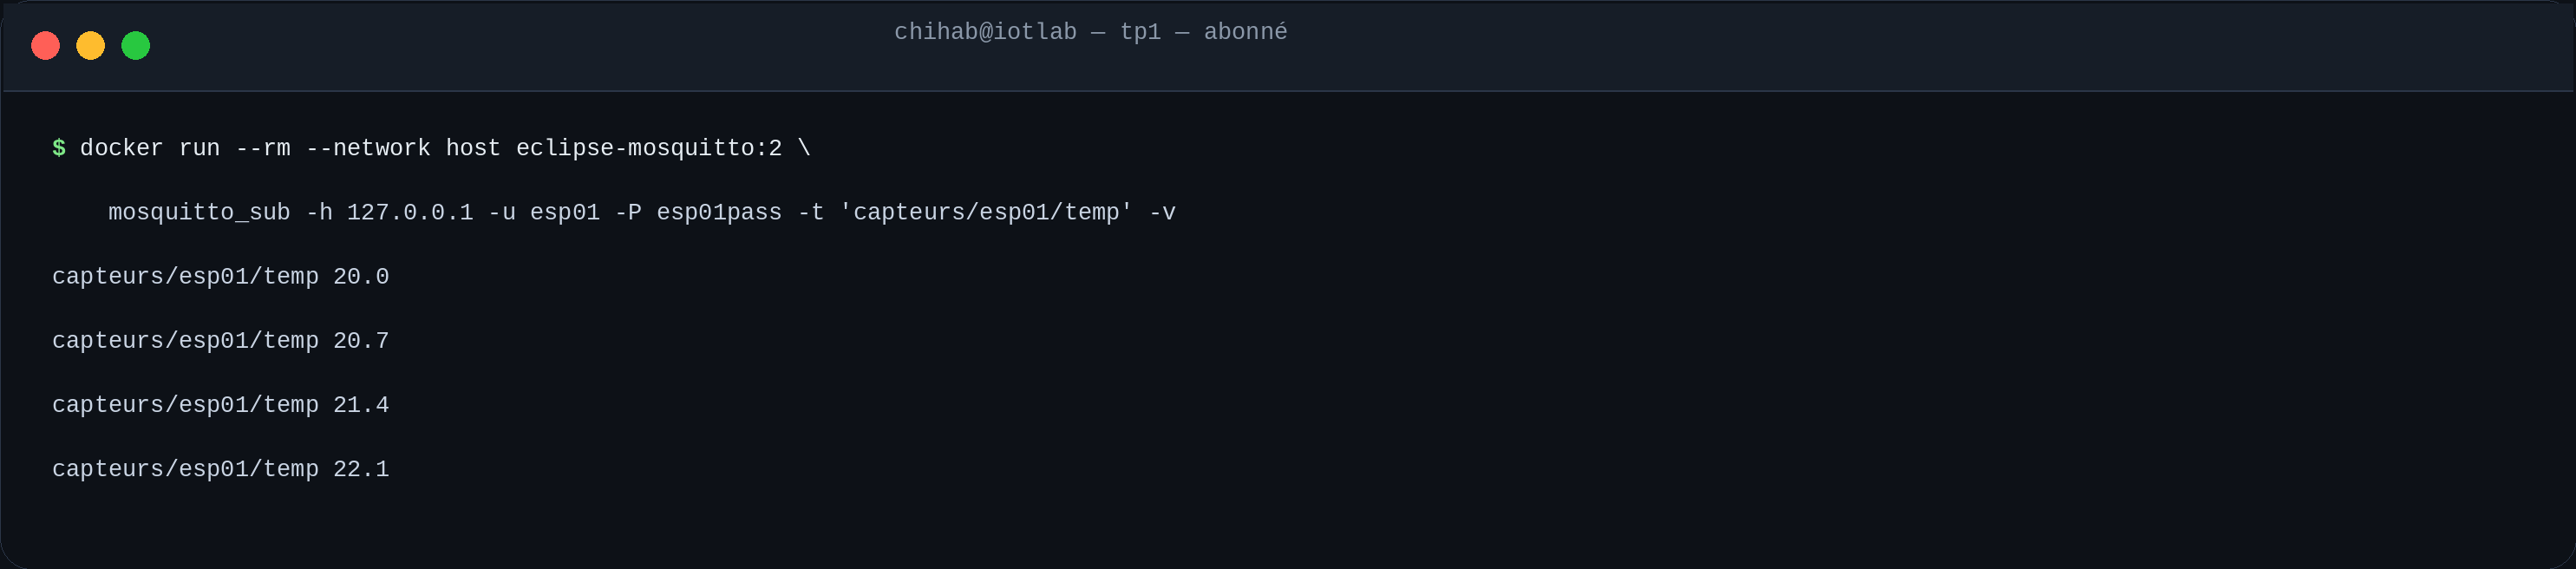 chihab@iotlab — tp1 — abonné
$ docker run --rm --network host eclipse-mosquitto:2 \
mosquitto_sub -h 127.0.0.1 -u esp01 -P esp01pass -t 'capteurs/esp01/temp' -v
capteurs/esp01/temp 20.0
capteurs/esp01/temp 20.7
capteurs/esp01/temp 21.4
capteurs/esp01/temp 22.1